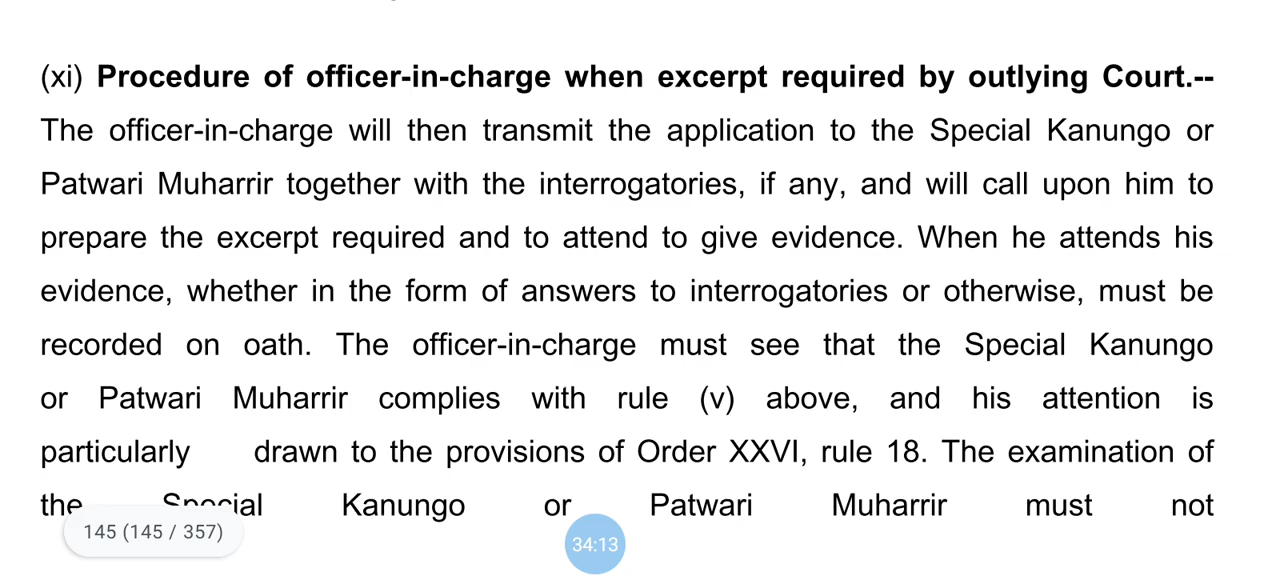 (xi) Procedure of officer-in-charge when excerpt required by outlying Court.--
The officer-in-charge will then transmit the application to the Special Kanungo or
Patwari Muharrir together with the interrogatories, if any, and will call upon him to
prepare the excerpt required and to attend to give evidence. When he attends his
evidence, whether in the form of answers to interrogatories or otherwise, must be
recorded on oath. The officer-in-charge must see that the Special Kanungo
or Patwari Muharrir complies with rule (v) above, and his attention is
particularly drawn to the provisions of Order XXVI, rule 18. The examination of
the Special Kanungo or Patwari Muharrir must not
145 (145 / 357)
34:13